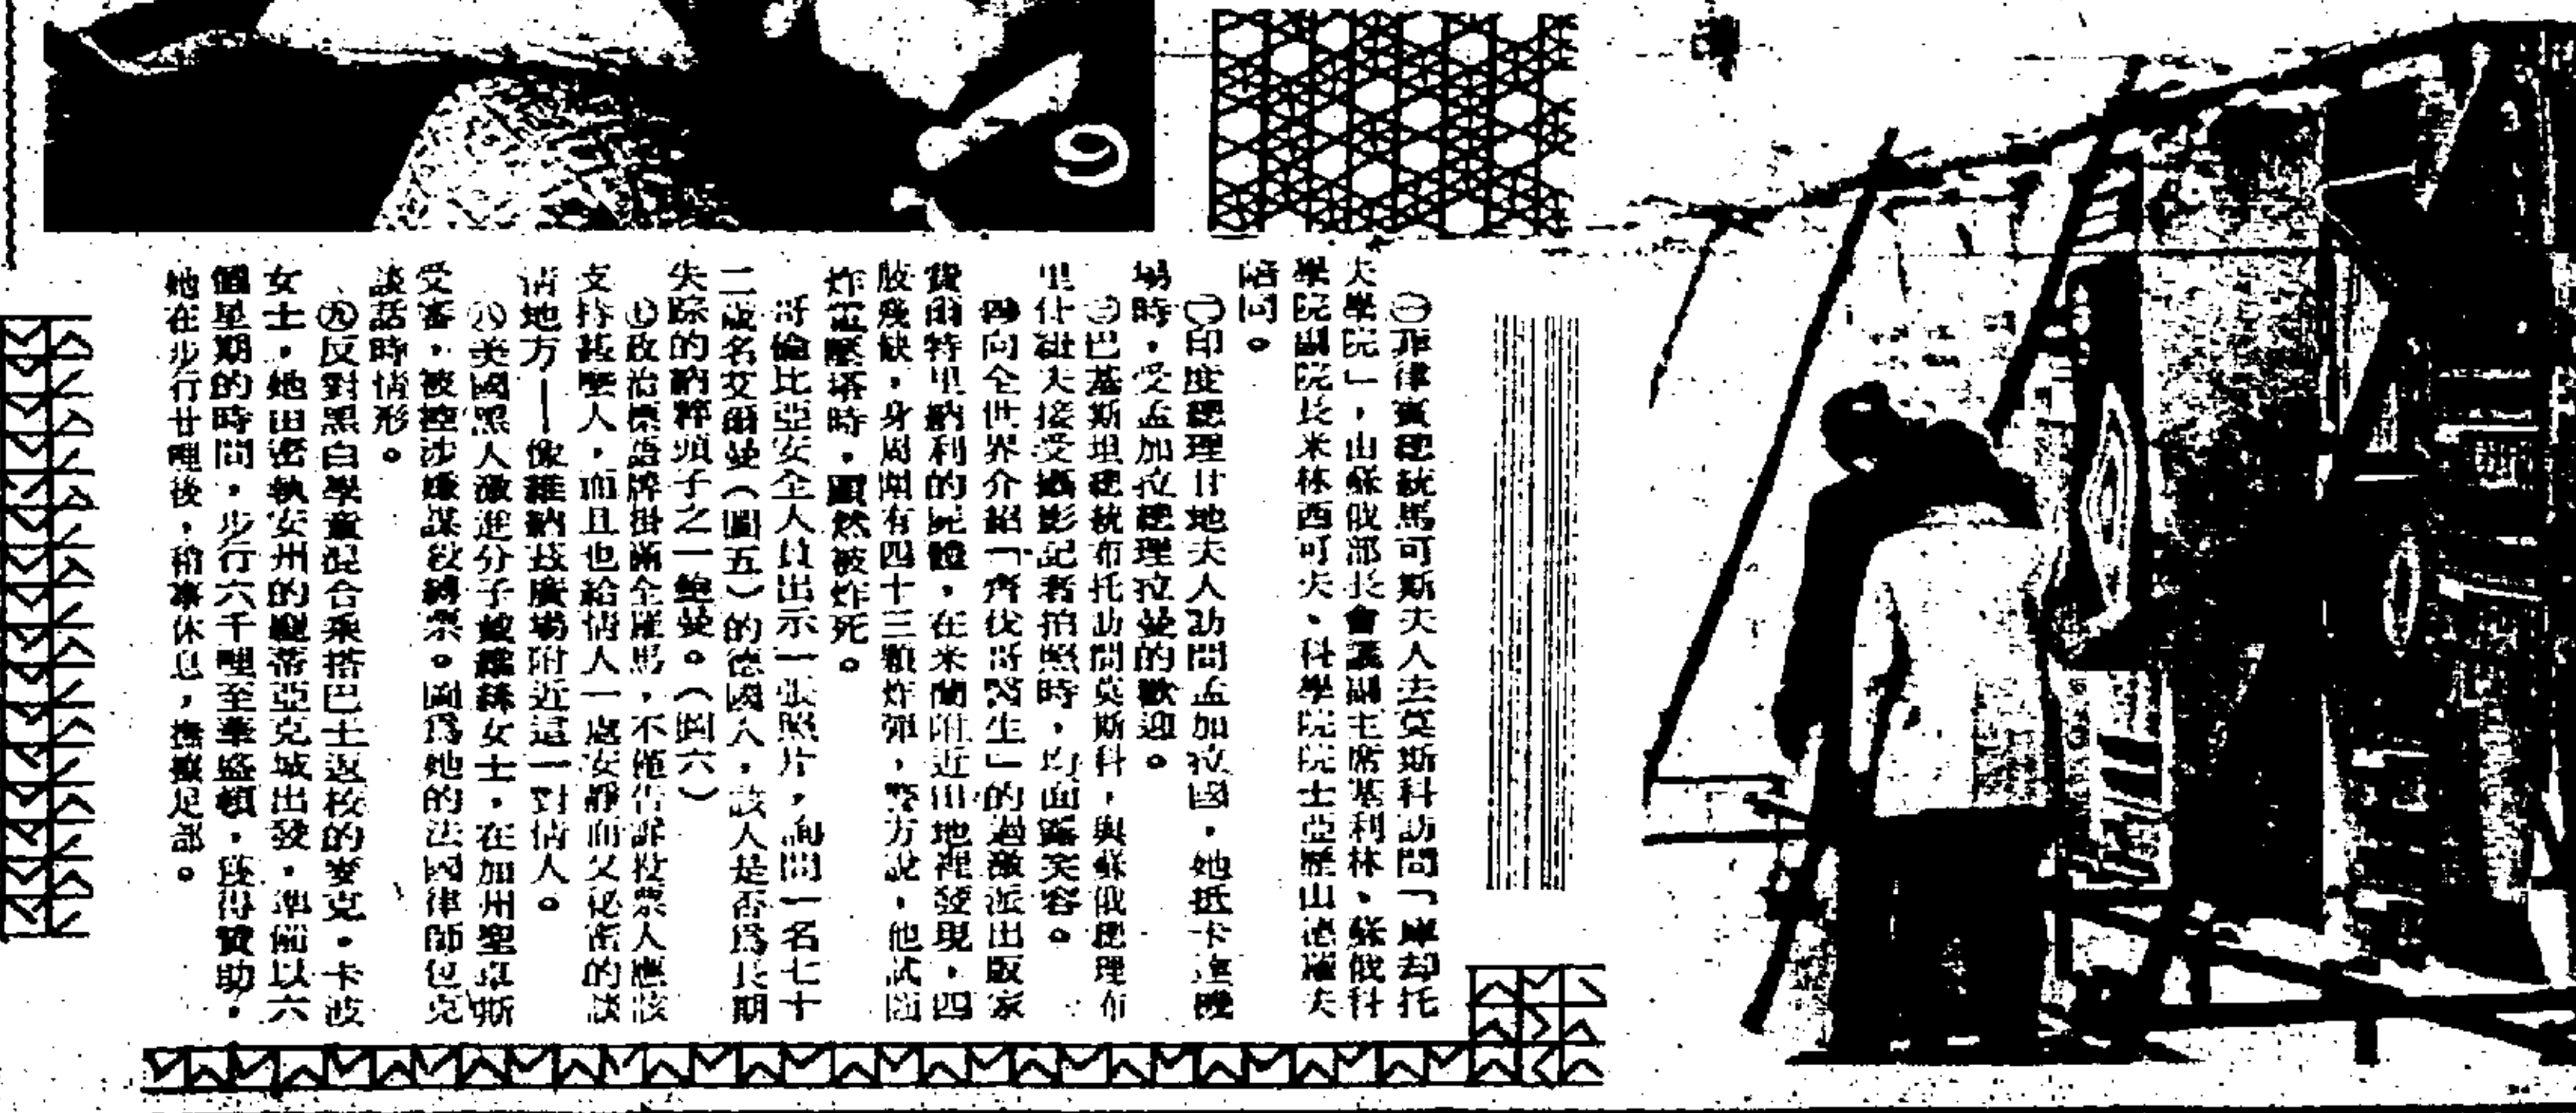 ㊀菲律賓總統馬可斯夫人去莫斯科訪問「庫却托
夫學院」，由蘇俄部長會議副主席基利林、蘇俄科
學院副院長米林西可夫、科學院院士亞歷山德羅夫
陪同。
㊁印度總理甘地夫人訪問孟加拉國，她抵卡達機
場時，受孟加拉總理拉曼的歡迎。
㊂巴基斯坦總統布托訪問莫斯科，與蘇俄總理布
里什紐夫接受攝影記者拍照時，均面露笑容。
㊃向全世界介紹「齊伐哥醫生」的過激派出版家
費爾特里納利的屍體，在米蘭附近田地裡發現，四
肢殘缺，身周圍有四十三顆炸彈，警方說，他試圖
炸電壓塔時，顯然被炸死。
哥倫比亞安全人員出示一張照片，詢問一名七十
二歲名艾爾曼（圖五）的德國人，該人是否爲長期
失踪的納粹頭子之一鮑曼。（圖六）
㊆政治標語牌掛滿全羅馬，不僅告訴投票人應該
支持甚麼人，而且也給情人一處安靜而又秘密的談
情地方——像維納茲廣場附近這一對情人。
㊇美國黑人激進分子戴維絲女士，在加州聖卓斯
受審，被控涉嫌謀殺綁票。圖爲她的法國律師包克
談話時情形。
㊈反對黑白學童混合乘搭巴士返校的麥克·卡波
女士，她由密執安州的龐蒂亞克城出發，準備以六
個星期的時間，步行六千哩至華盛頓，獲得贊助，
她在步行廿哩後，稍事休息，撫摸足部。
9